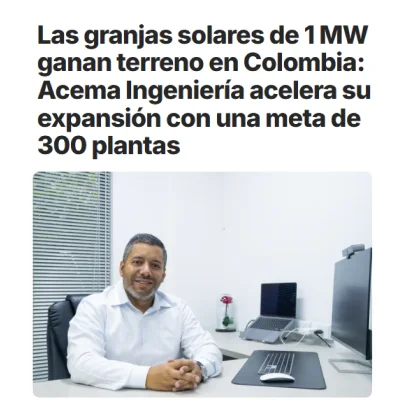 Las granjas solares de 1 MW
ganan terreno en Colombia:
Acema Ingeniería acelera su
expansión con una meta de
300 plantas